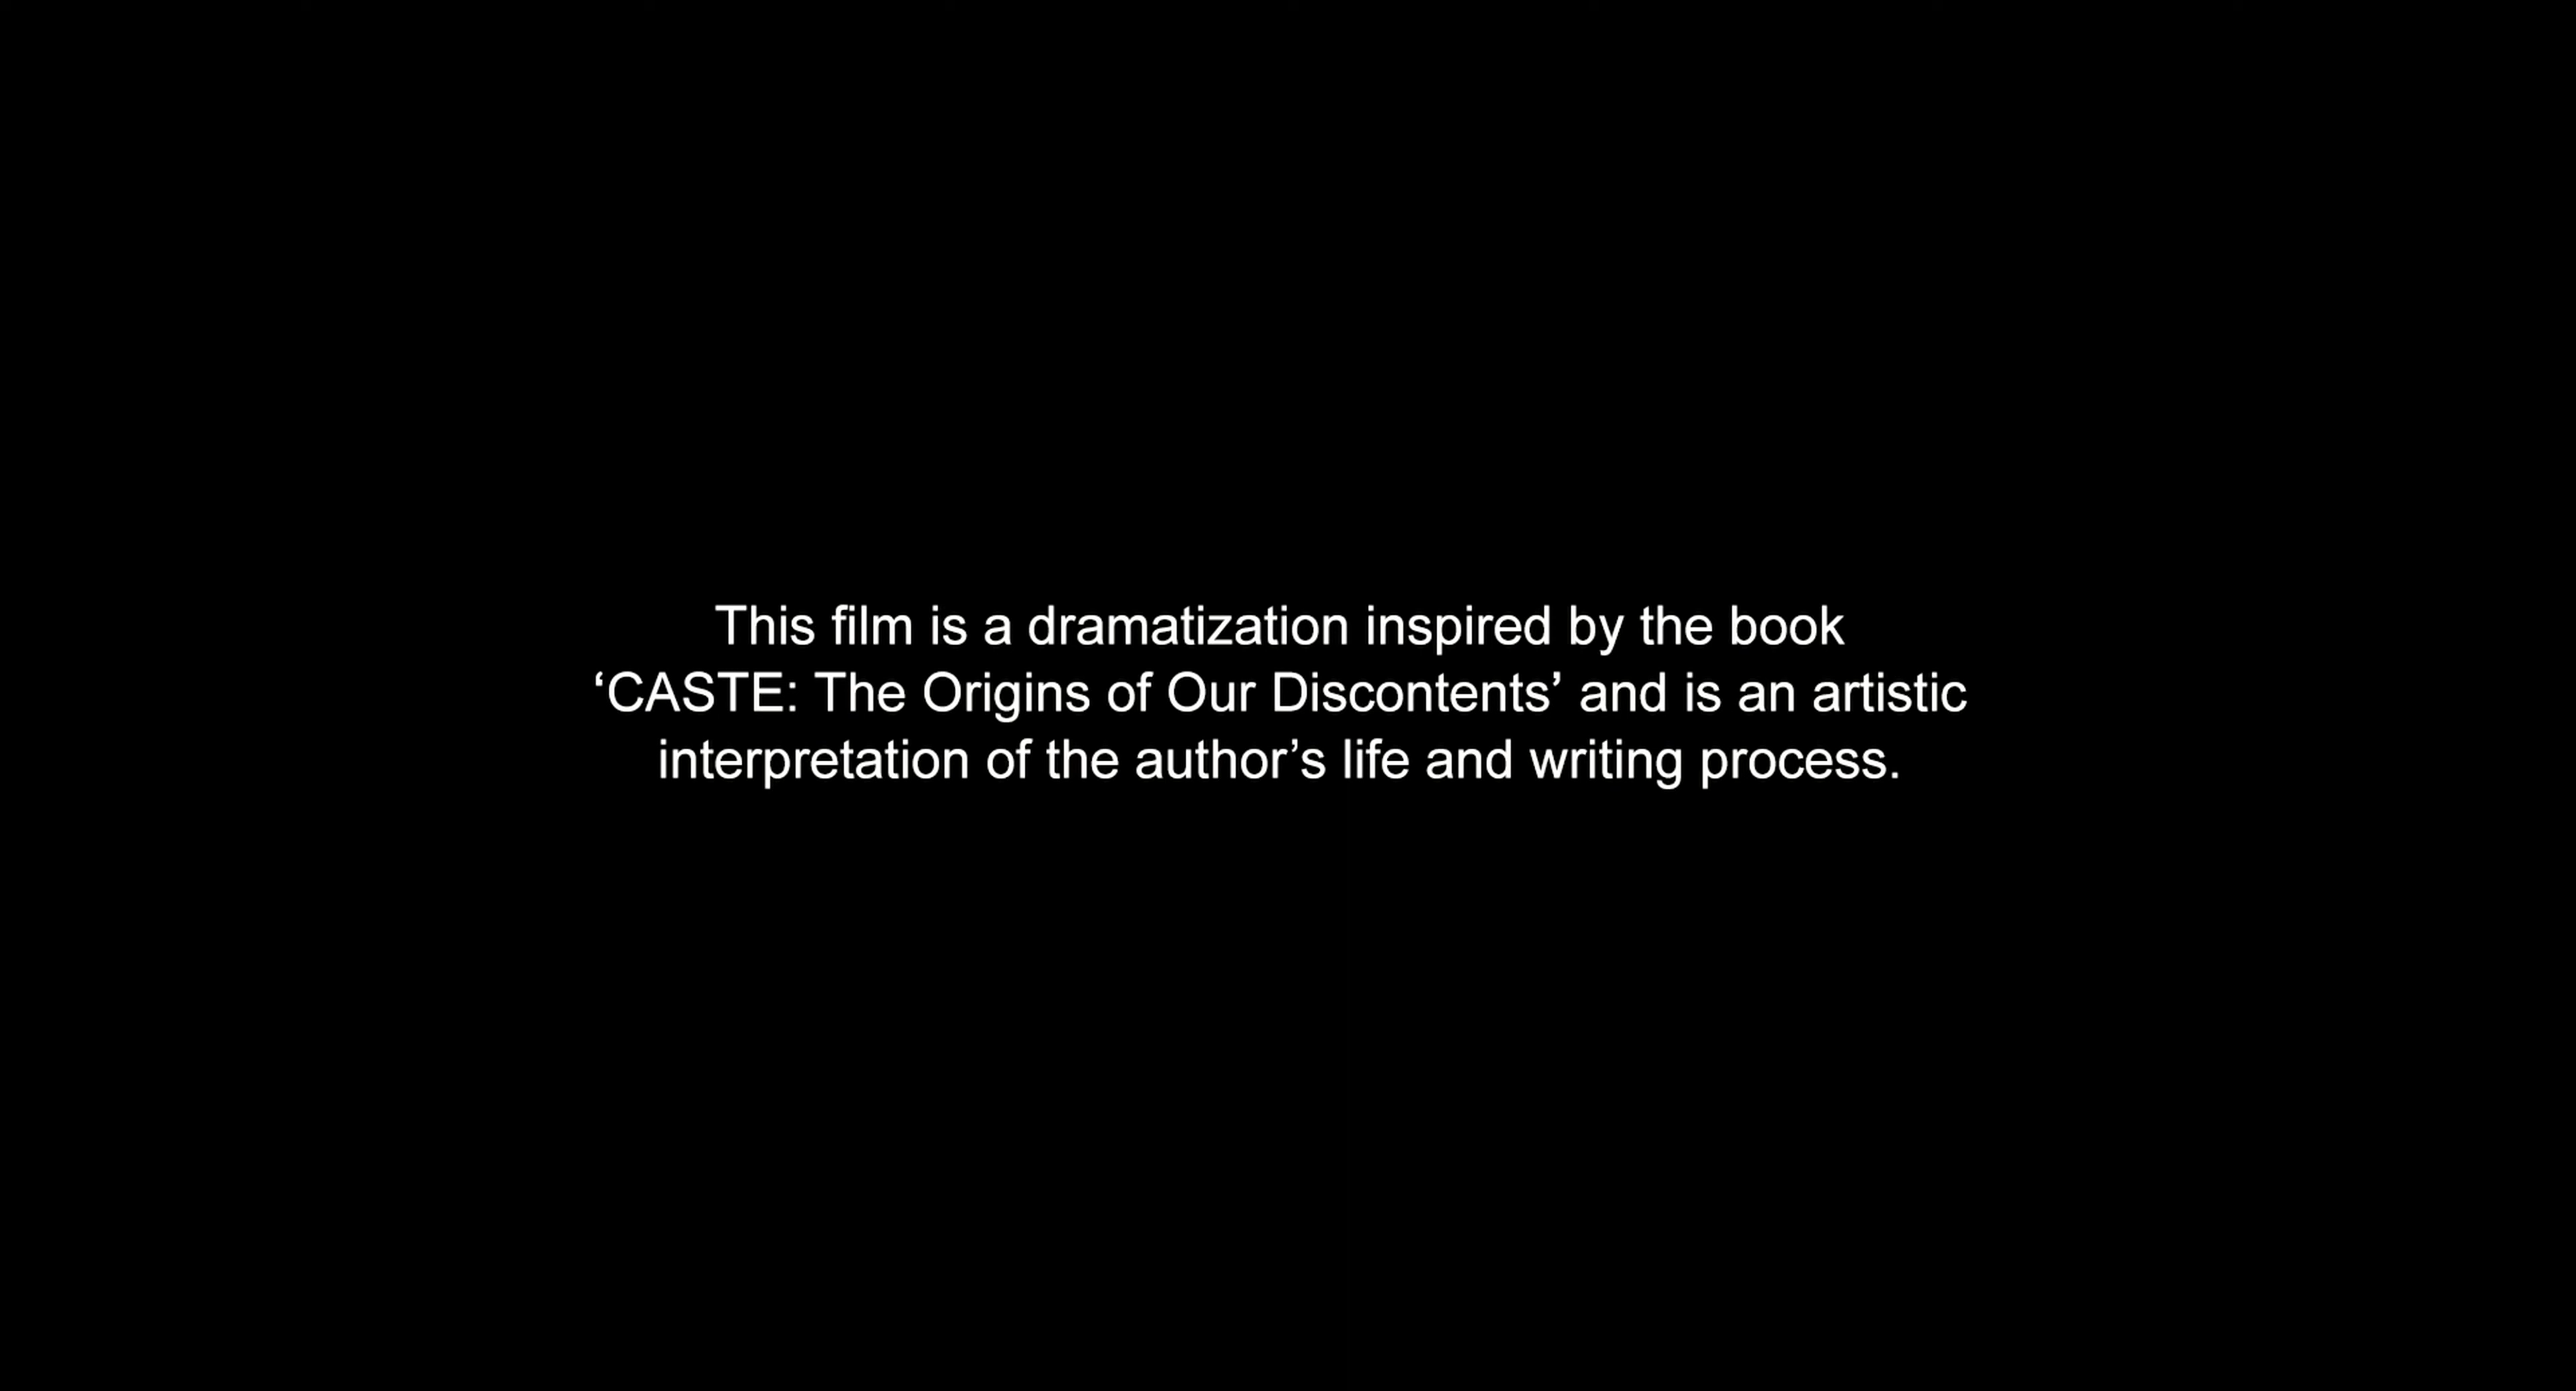 This film is a dramatization inspired by the book
‘CASTE: The Origins of Our Discontents’ and is an artistic
interpretation of the author’s life and writing process.